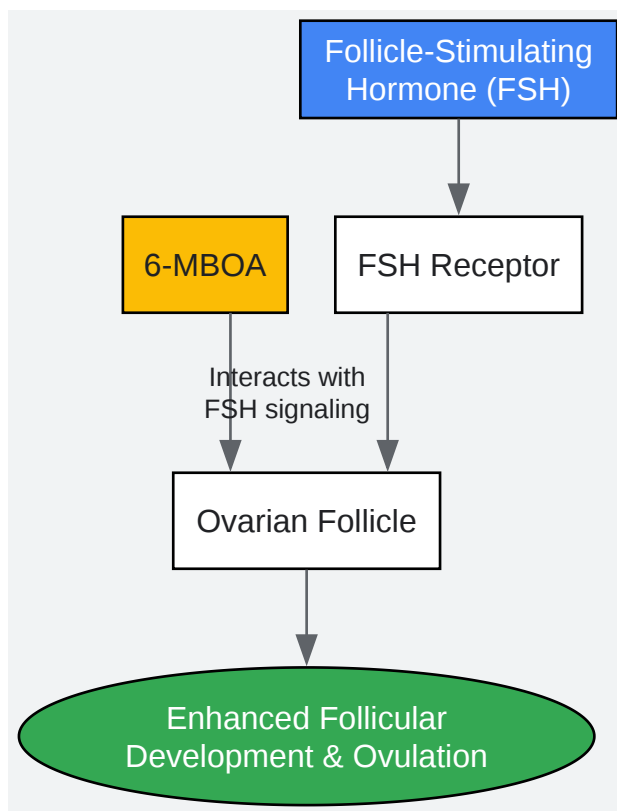 Follicle-Stimulating
Hormone (FSH)
6-MBOA
FSH Receptor
Interacts with
FSH signaling
Ovarian Follicle
Enhanced Follicular
Development & Ovulation